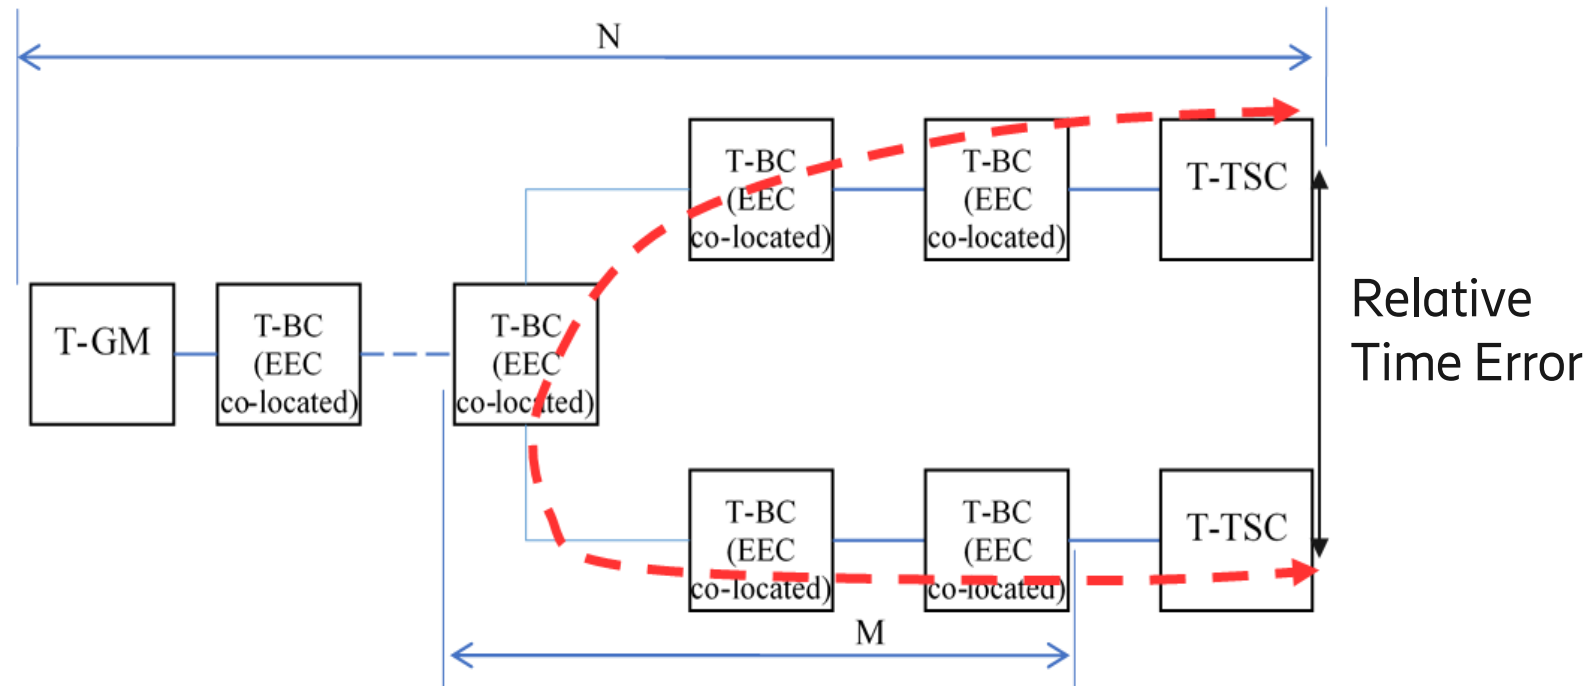 N
T-BC
(EEC
co-located)
T-BC
(EEC
co-located)
T-TSC
T-GM
T-BC
(EEC
co-located)
T-BC
(EEC
co-located)
Relative
Time Error
T-BC
(EEC
co-located)
T-BC
(EEC
co-located)
T-TSC
M